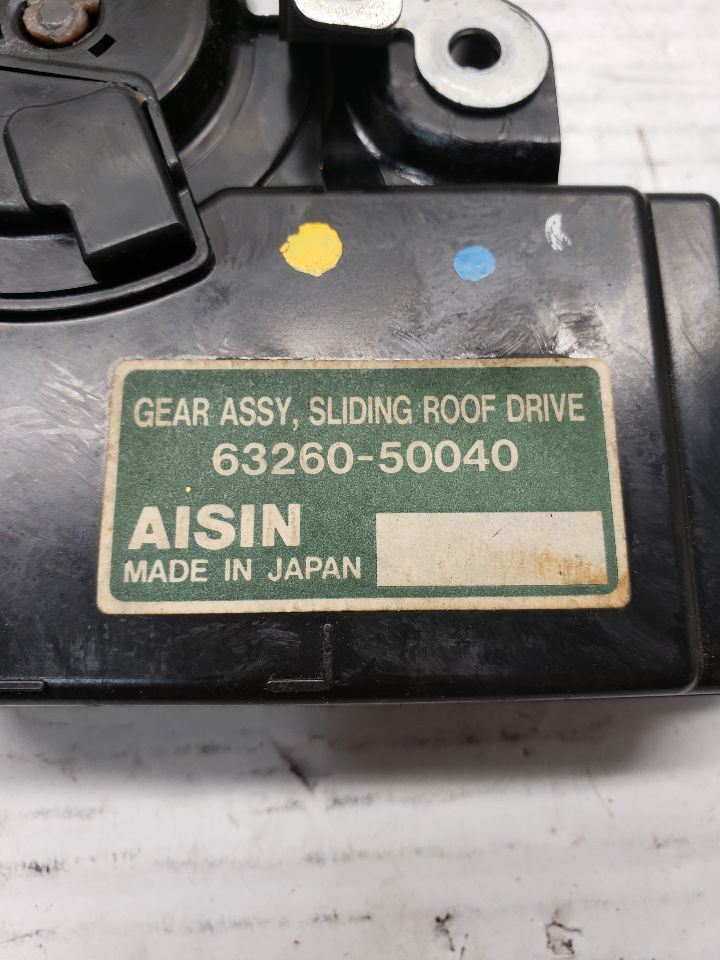 GEAR ASSY, SLIDING ROOF DRIVE
63260-50040
AISIN
MADE IN JAPAN